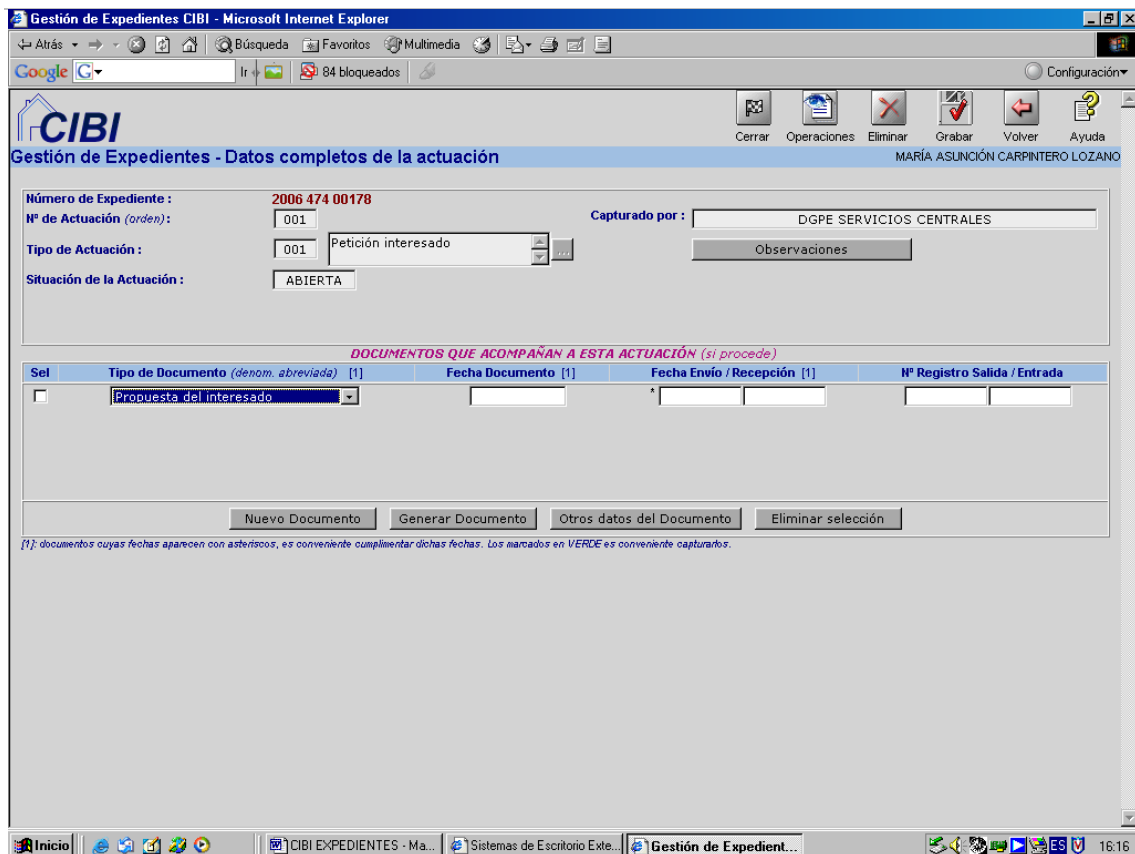 Gestión de Expedientes CIBI - Microsoft Internet Explorer
Atrás Búsqueda Favoritos Multimedia
Google G Ir 84 bloqueados Configuración
CIBI
Cerrar Operaciones Eliminar Grabar Volver Ayuda
Gestión de Expedientes - Datos completos de la actuación MARÍA ASUNCIÓN CARPINTERO LOZANO
Número de Expediente : 2006 474 00178
Nº de Actuación (orden) : 001 Capturado por : DGPE SERVICIOS CENTRALES
Tipo de Actuación : 001 Petición interesado ... Observaciones
Situación de la Actuación : ABIERTA
DOCUMENTOS QUE ACOMPAÑAN A ESTA ACTUACIÓN (si procede)
Sel Tipo de Documento (denom. abreviada) [1] Fecha Documento [1] Fecha Envío / Recepción [1] Nº Registro Salida / Entrada
Propuesta del interesado *
Nuevo Documento Generar Documento Otros datos del Documento Eliminar selección
[1]: documentos cuyas fechas aparecen con asteriscos, es conveniente cumplimentar dichas fechas. Los marcados en VERDE es conveniente capturarlos.
Inicio CIBI EXPEDIENTES - Ma... Sistemas de Escritorio Exte... Gestión de Expedient... ES 16:16